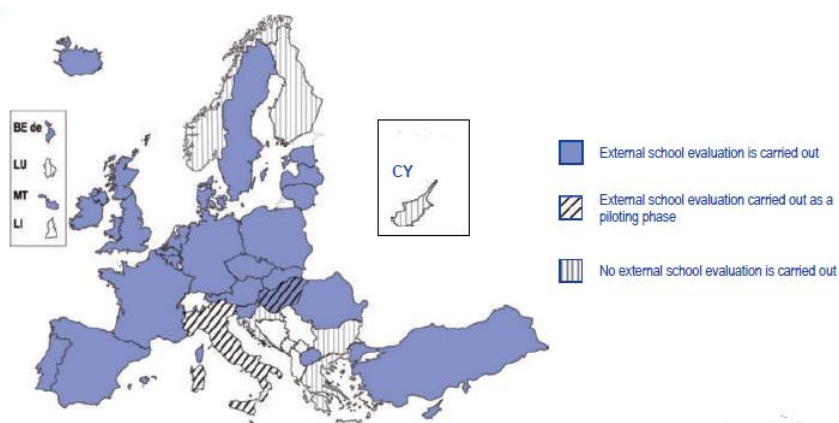 BE de
LU
MT
LI
CY
External school evaluation is carried out
External school evaluation carried out as a
piloting phase
No external school evaluation is carried out